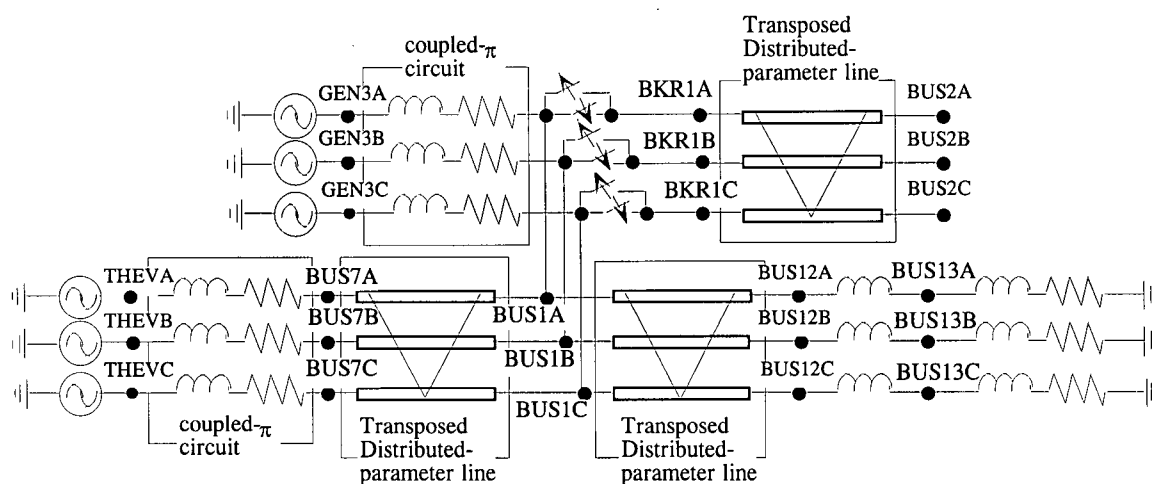 coupled-π
circuit
Transposed
Distributed-
parameter line
GEN3A
BKR1A
BUS2A
GEN3B
BKR1B
BUS2B
GEN3C
BKR1C
BUS2C
THEVA
BUS7A
BUS1A
BUS12A
BUS13A
THEVB
BUS7B
BUS1B
BUS12B
BUS13B
THEVC
BUS7C
BUS1C
BUS12C
BUS13C
coupled-π
circuit
Transposed
Distributed-
parameter line
Transposed
Distributed-
parameter line